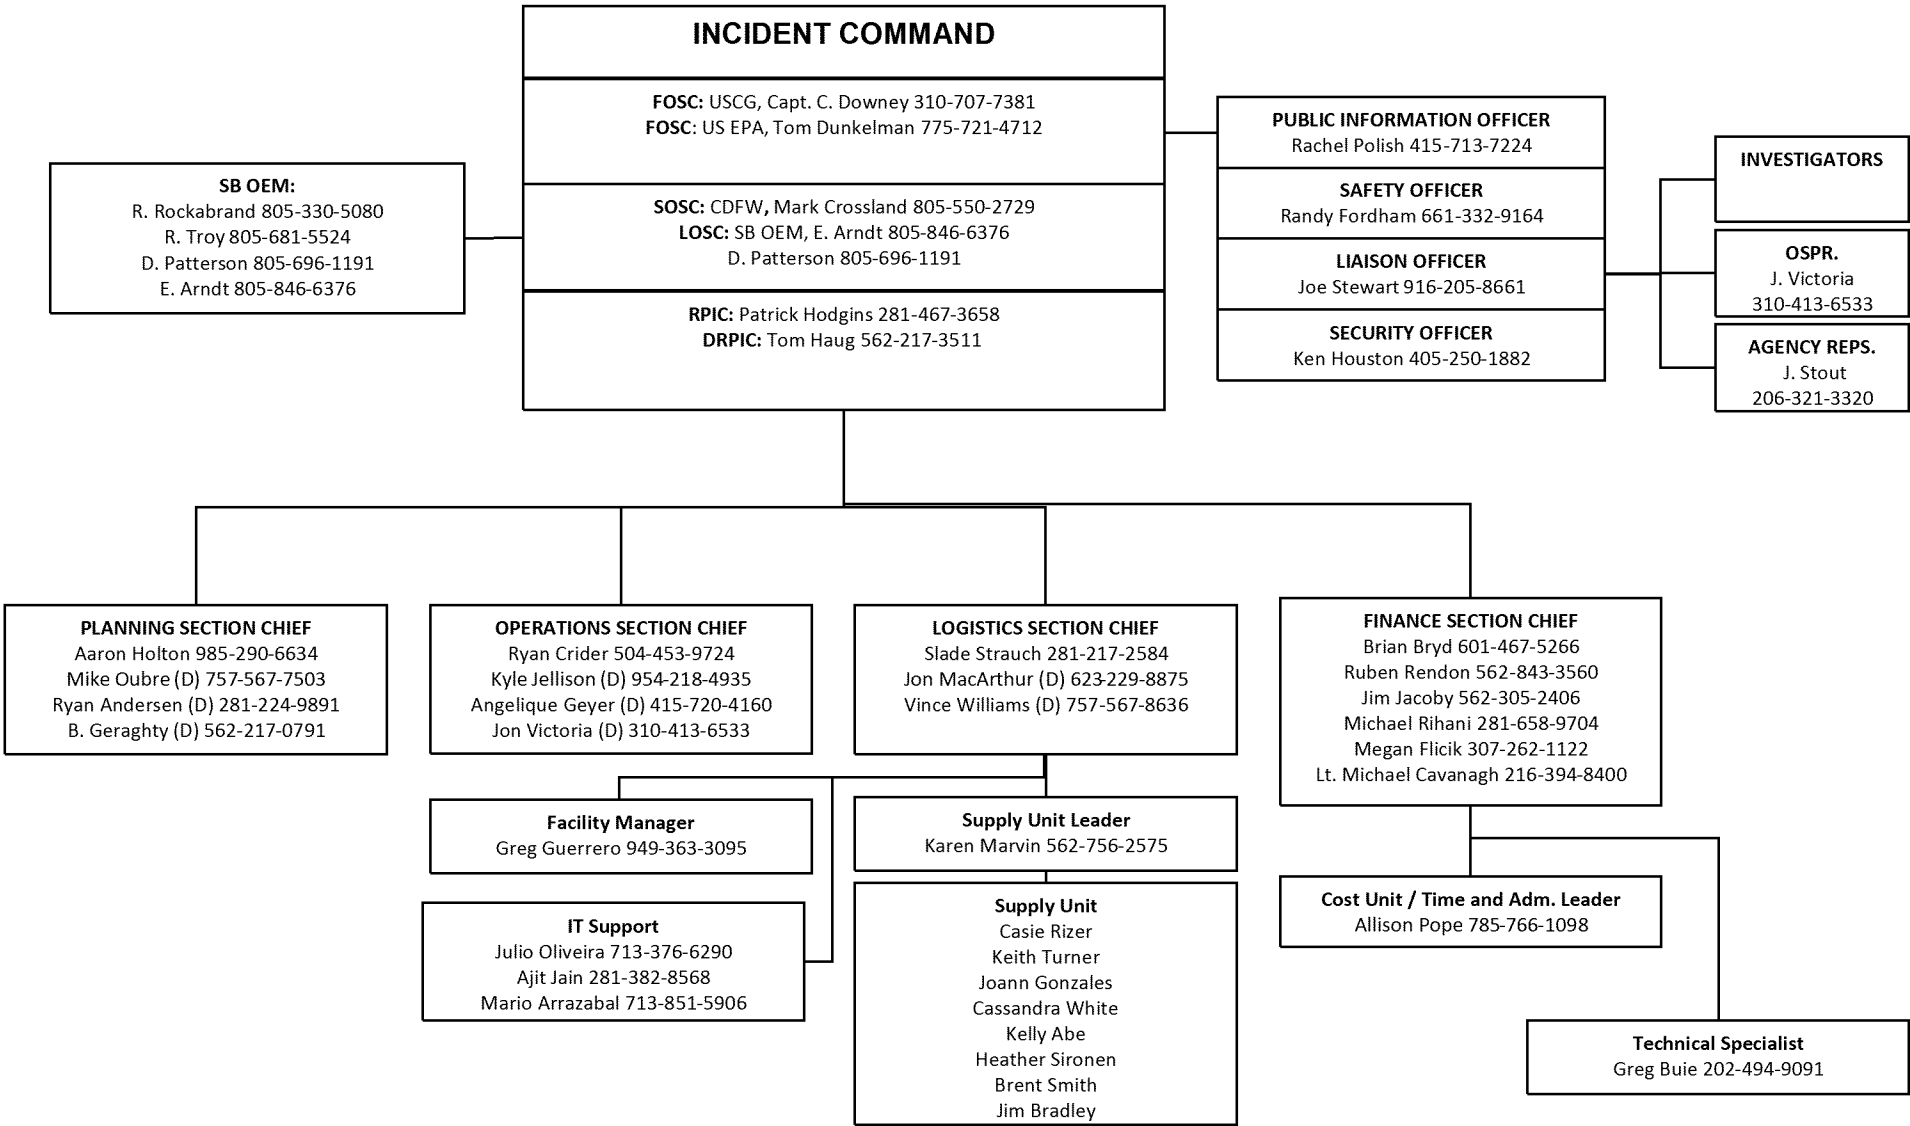 INCIDENT COMMAND
FOSC: USCG, Capt. C. Downey 310-707-7381
FOSC: US EPA, Tom Dunkelman 775-721-4712
SOSC: CDFW, Mark Crossland 805-550-2729
LOSC: SB OEM, E. Arndt 805-846-6376
D. Patterson 805-696-1191
RPIC: Patrick Hodgins 281-467-3658
DRPIC: Tom Haug 562-217-3511
SB OEM:
R. Rockabrand 805-330-5080
R. Troy 805-681-5524
D. Patterson 805-696-1191
E. Arndt 805-846-6376
PUBLIC INFORMATION OFFICER
Rachel Polish 415-713-7224
SAFETY OFFICER
Randy Fordham 661-332-9164
LIAISON OFFICER
Joe Stewart 916-205-8661
SECURITY OFFICER
Ken Houston 405-250-1882
INVESTIGATORS
OSPR.
J. Victoria
310-413-6533
AGENCY REPS.
J. Stout
206-321-3320
PLANNING SECTION CHIEF
Aaron Holton 985-290-6634
Mike Oubre (D) 757-567-7503
Ryan Andersen (D) 281-224-9891
B. Geraghty (D) 562-217-0791
OPERATIONS SECTION CHIEF
Ryan Crider 504-453-9724
Kyle Jellison (D) 954-218-4935
Angelique Geyer (D) 415-720-4160
Jon Victoria (D) 310-413-6533
LOGISTICS SECTION CHIEF
Slade Strauch 281-217-2584
Jon MacArthur (D) 623-229-8875
Vince Williams (D) 757-567-8636
FINANCE SECTION CHIEF
Brian Bryd 601-467-5266
Ruben Rendon 562-843-3560
Jim Jacoby 562-305-2406
Michael Rihani 281-658-9704
Megan Flicik 307-262-1122
Lt. Michael Cavanagh 216-394-8400
Facility Manager
Greg Guerrero 949-363-3095
IT Support
Julio Oliveira 713-376-6290
Ajit Jain 281-382-8568
Mario Arrazabal 713-851-5906
Supply Unit Leader
Karen Marvin 562-756-2575
Supply Unit
Casie Rizer
Keith Turner
Joann Gonzales
Cassandra White
Kelly Abe
Heather Sironen
Brent Smith
Jim Bradley
Cost Unit / Time and Adm. Leader
Allison Pope 785-766-1098
Technical Specialist
Greg Buie 202-494-9091